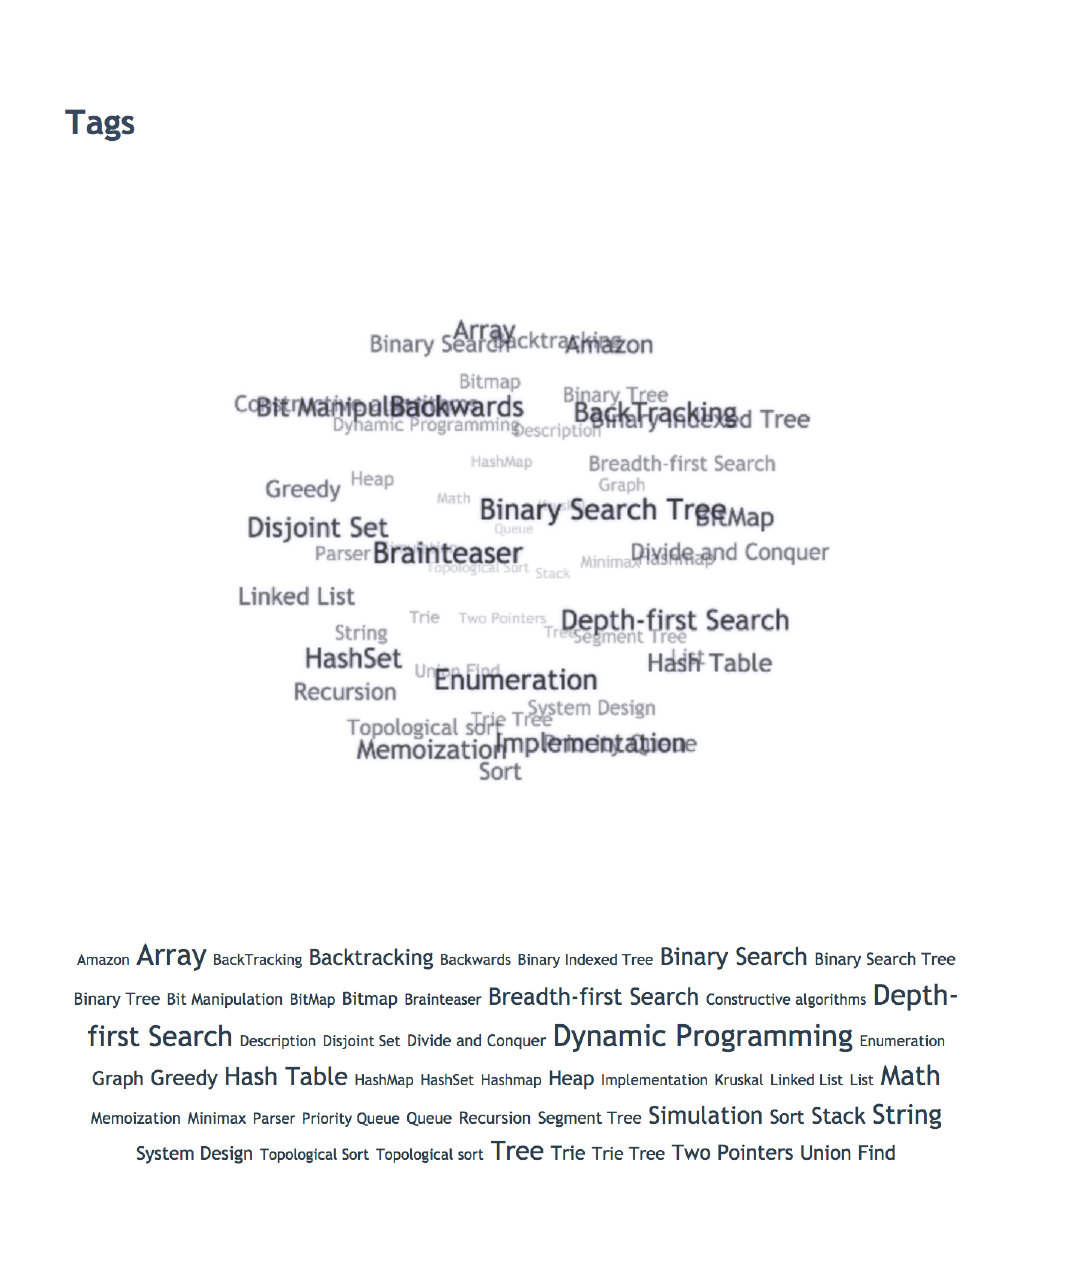 Tags
Array
Binary Search Backtracking Amazon
Bitmap
Binary Tree
Constructive algorithms Bit Manipulation Backwards BackTracking
Binary Indexed Tree
Dynamic Programming Description
HashMap Breadth-first Search
Heap Graph
Greedy
Math Kruskal
Binary Search Tree BitMap
Disjoint Set Queue
Parser Simulation Brainteaser Divide and Conquer
Minimax Hashmap
Topological Sort Stack
Linked List
Trie Two Pointers Depth-first Search
String Tree Segment Tree
HashSet List
Hash Table
Union Find Enumeration
Recursion
System Design
Trie Tree
Topological sort
Memoization Implementation Priority Queue
Sort
Amazon Array BackTracking Backtracking Backwards Binary Indexed Tree Binary Search Binary Search Tree
Binary Tree Bit Manipulation BitMap Bitmap Brainteaser Breadth-first Search Constructive algorithms Depth-
first Search Description Disjoint Set Divide and Conquer Dynamic Programming Enumeration
Graph Greedy Hash Table HashMap HashSet Hashmap Heap Implementation Kruskal Linked List List Math
Memoization Minimax Parser Priority Queue Queue Recursion Segment Tree Simulation Sort Stack String
System Design Topological Sort Topological sort Tree Trie Trie Tree Two Pointers Union Find